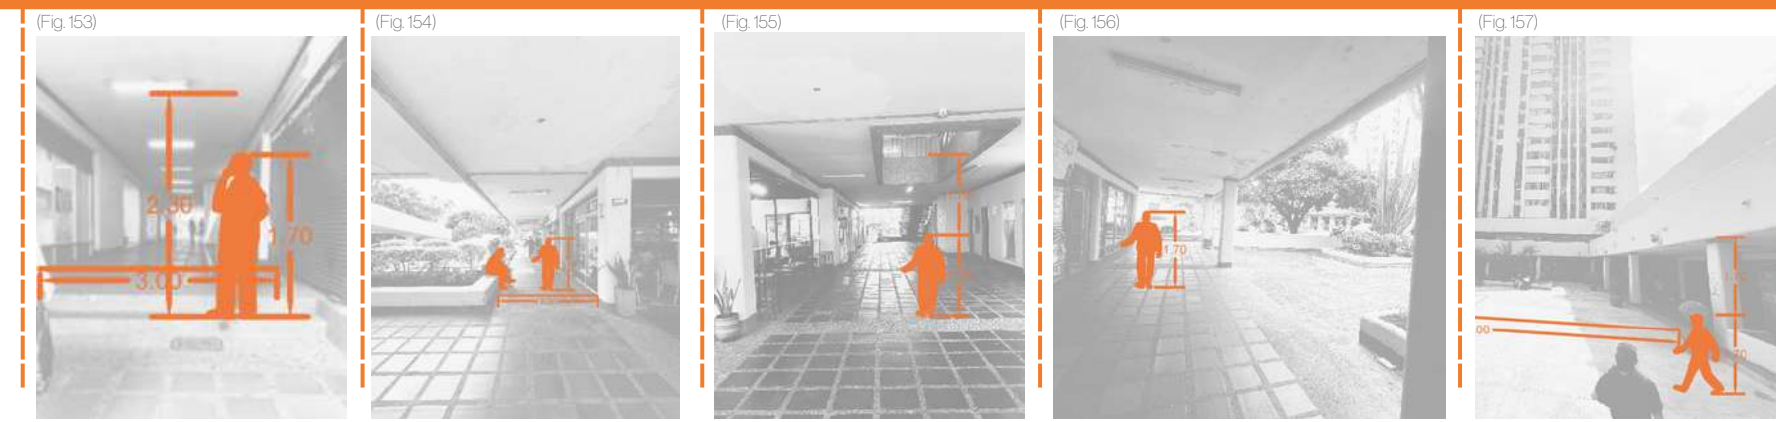 (Fig. 153)
(Fig. 154)
(Fig. 155)
(Fig. 156)
(Fig. 157)
2.30
1.70
3.00
1.70
00